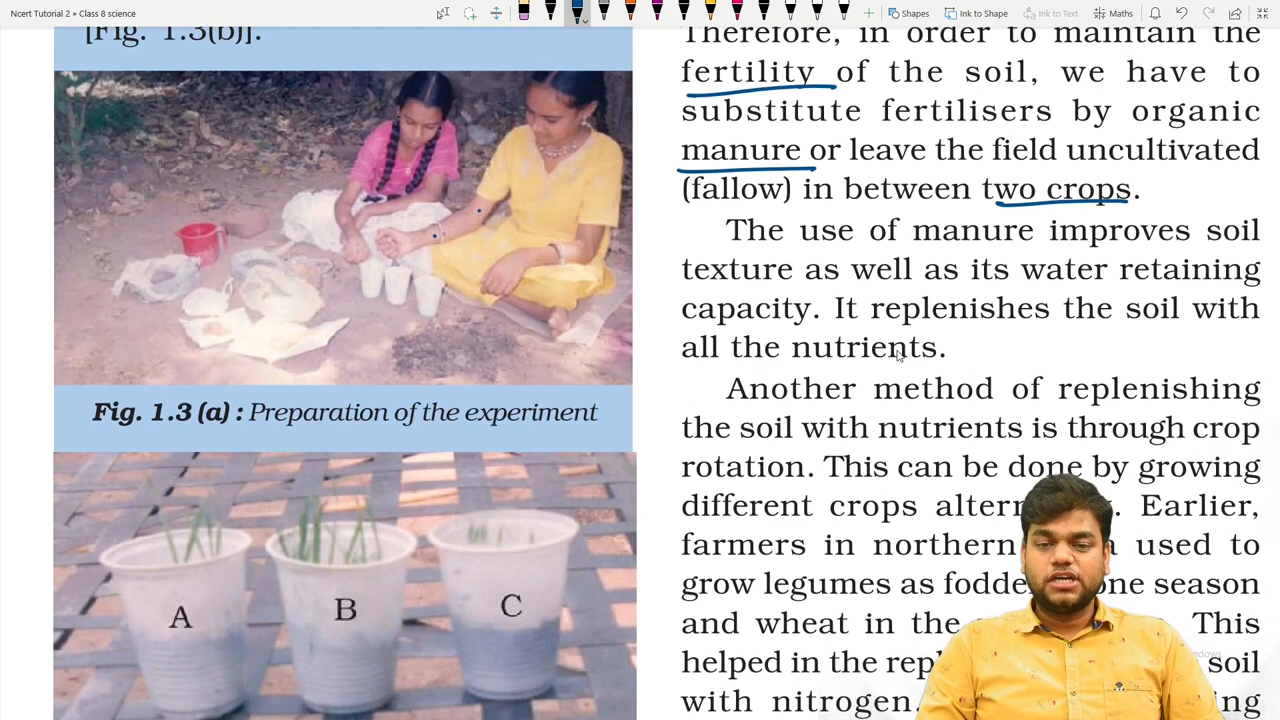 Ncert Tutorial 2 » Class 8 science
Shapes
Ink to Shape
Ink to Text
Maths
[Fig. 1.3(b)].
Fig. 1.3 (a) : Preparation of the experiment
A
B
C
Therefore, in order to maintain the
fertility of the soil, we have to
substitute fertilisers by organic
manure or leave the field uncultivated
(fallow) in between two crops.
The use of manure improves soil
texture as well as its water retaining
capacity. It replenishes the soil with
all the nutrients.
Another method of replenishing
the soil with nutrients is through crop
rotation. This can be done by growing
different crops
Earlier,
farmers in northern used to
grow legumes as season
and wheat in the This
helped in the soil
with nitrogen.